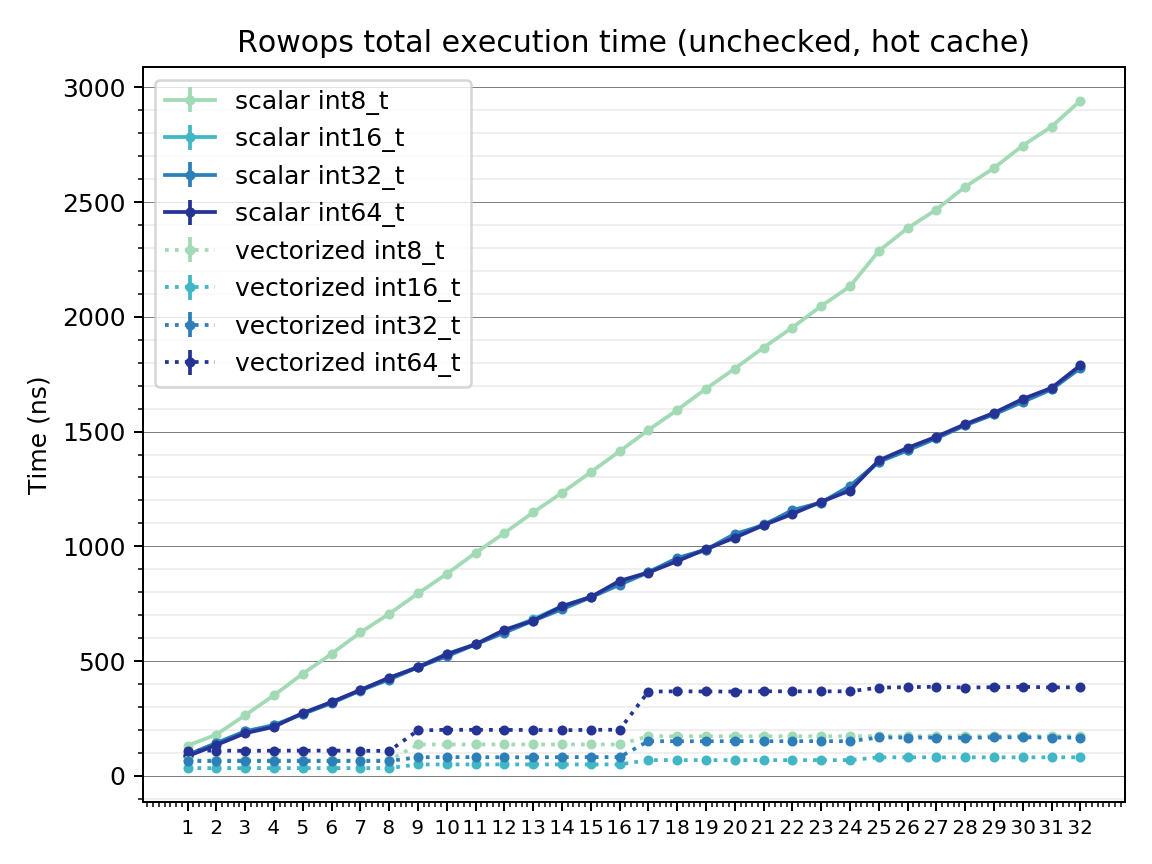 Rowops total execution time (unchecked, hot cache)
3000
2500
2000
1500
1000
500
0
Time (ns)
scalar int8_t
scalar int16_t
scalar int32_t
scalar int64_t
vectorized int8_t
vectorized int16_t
vectorized int32_t
vectorized int64_t
1 2 3 4 5 6 7 8 9 10 11 12 13 14 15 16 17 18 19 20 21 22 23 24 25 26 27 28 29 30 31 32